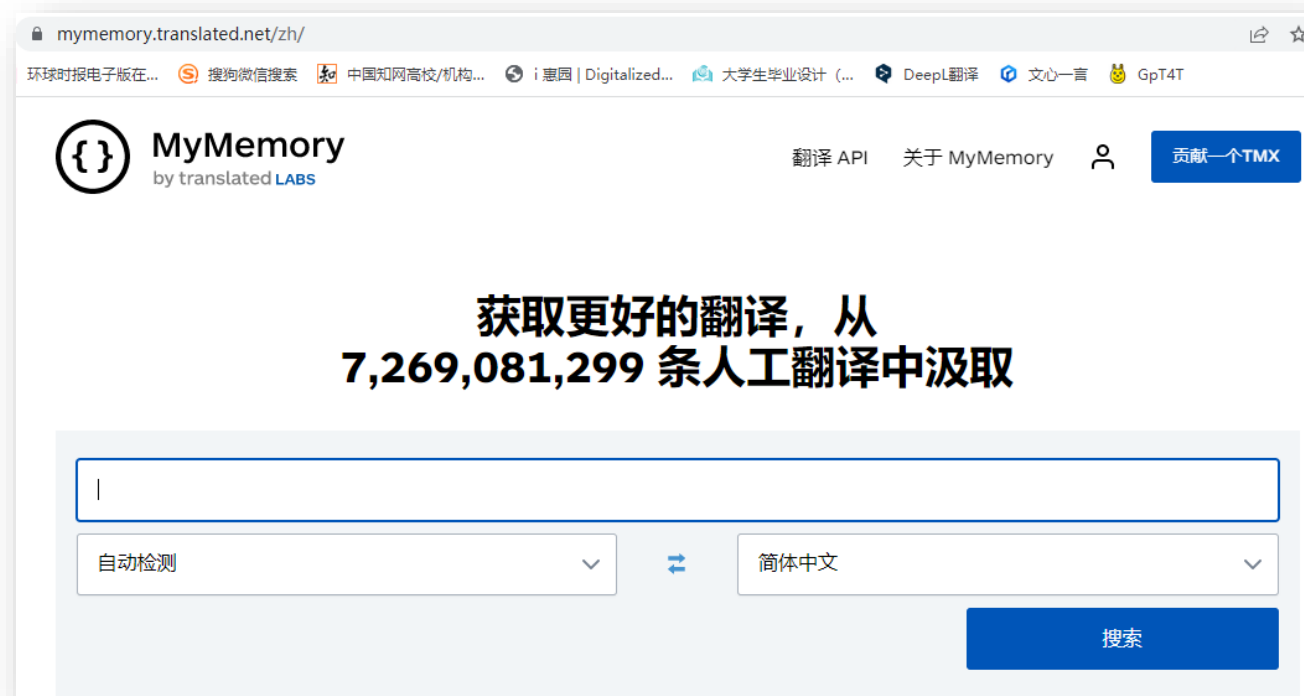 mymemory.translated.net/zh/
环球时报电子版在... 搜狗微信搜索 中国知网高校/机构... i 惠园 | Digitalized... 大学生毕业设计（... DeepL翻译 文心一言 GpT4T
{} MyMemory
by translated LABS
翻译 API 关于 MyMemory 贡献一个TMX
获取更好的翻译，从
7,269,081,299 条人工翻译中汲取
自动检测 简体中文
搜索